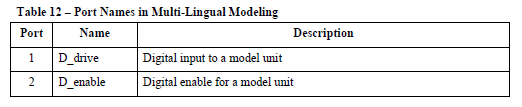 Table 12 – Port Names in Multi-Lingual Modeling
Port Name Description
1 D_drive Digital input to a model unit
2 D_enable Digital enable for a model unit